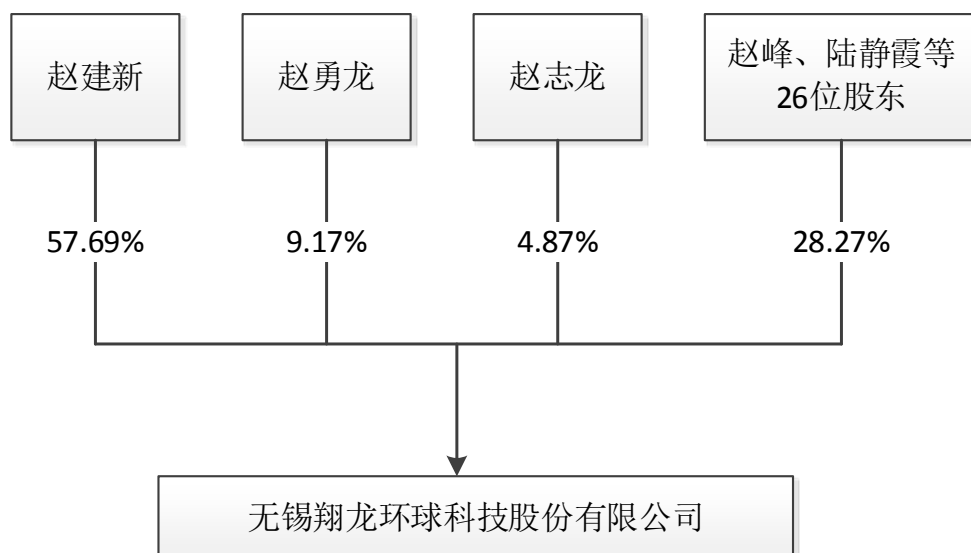 赵建新
赵勇龙
赵志龙
赵峰、陆静霞等
26位股东
57.69%
9.17%
4.87%
28.27%
无锡翔龙环球科技股份有限公司